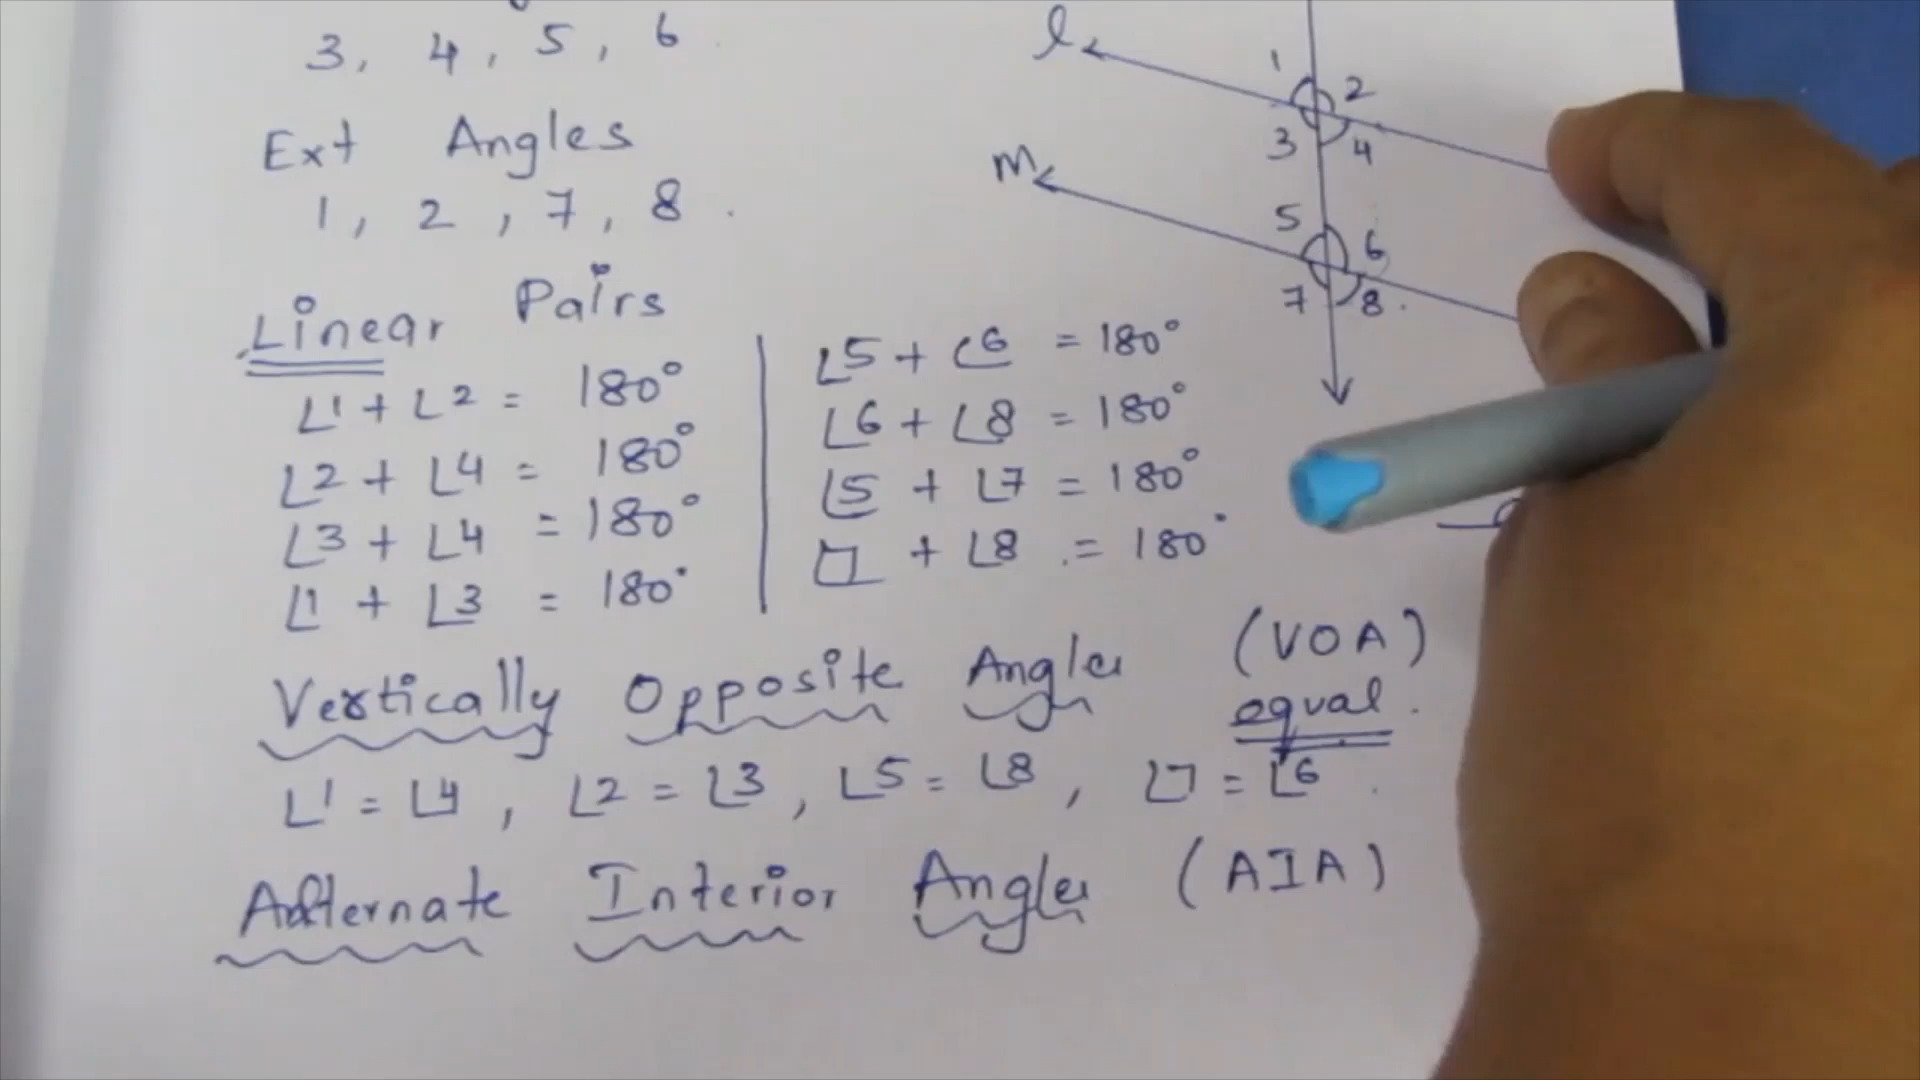 3, 4, 5, 6
Ext Angles
1, 2, 7, 8.
Linear Pairs
∠1 + ∠2 = 180°
∠2 + ∠4 = 180°
∠3 + ∠4 = 180°
∠1 + ∠3 = 180°
∠5 + ∠6 = 180°
∠6 + ∠8 = 180°
∠5 + ∠7 = 180°
∠7 + ∠8 = 180°
Vertically Opposite Angles (VOA)
equal.
∠1 = ∠4, ∠2 = ∠3, ∠5 = ∠8, ∠7 = ∠6.
Alternate Interior Angles (AIA)
l
1 2
3 4
m
5 6
7 8.